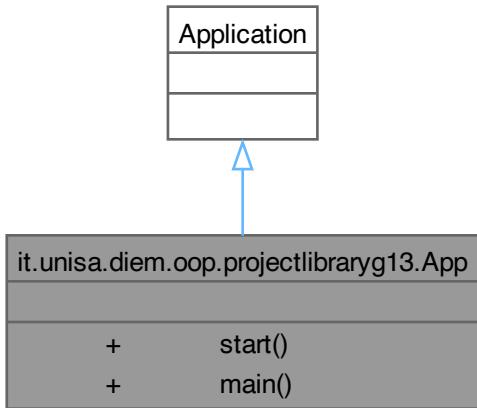 Application
it.unisa.diem.oop.projectlibraryg13.App
+ start()
+ main()